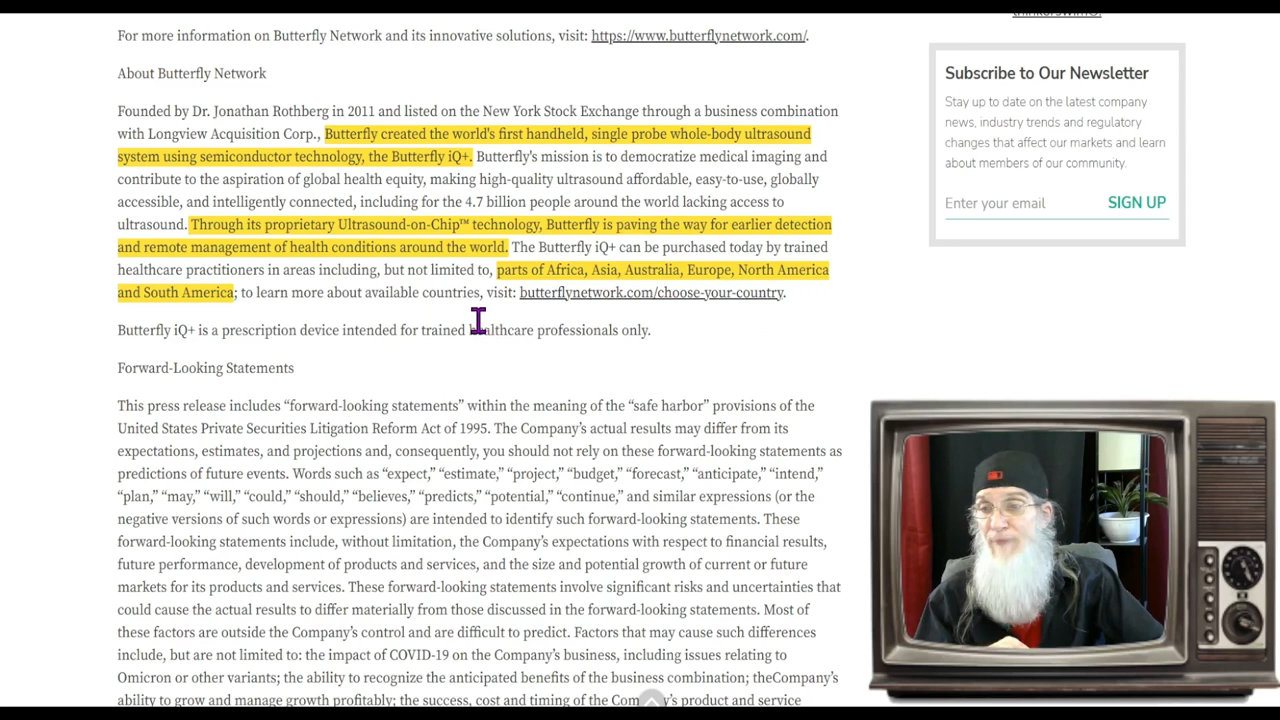 thinkorswim®.
For more information on Butterfly Network and its innovative solutions, visit: https://www.butterflynetwork.com/.
About Butterfly Network
Founded by Dr. Jonathan Rothberg in 2011 and listed on the New York Stock Exchange through a business combination
with Longview Acquisition Corp., Butterfly created the world's first handheld, single probe whole-body ultrasound
system using semiconductor technology, the Butterfly iQ+. Butterfly's mission is to democratize medical imaging and
contribute to the aspiration of global health equity, making high-quality ultrasound affordable, easy-to-use, globally
accessible, and intelligently connected, including for the 4.7 billion people around the world lacking access to
ultrasound. Through its proprietary Ultrasound-on-Chip™ technology, Butterfly is paving the way for earlier detection
and remote management of health conditions around the world. The Butterfly iQ+ can be purchased today by trained
healthcare practitioners in areas including, but not limited to, parts of Africa, Asia, Australia, Europe, North America
and South America; to learn more about available countries, visit: butterflynetwork.com/choose-your-country.
Butterfly iQ+ is a prescription device intended for trained healthcare professionals only.
Forward-Looking Statements
This press release includes “forward-looking statements” within the meaning of the “safe harbor” provisions of the
United States Private Securities Litigation Reform Act of 1995. The Company’s actual results may differ from its
expectations, estimates, and projections and, consequently, you should not rely on these forward-looking statements as
predictions of future events. Words such as “expect,” “estimate,” “project,” “budget,” “forecast,” “anticipate,” “intend,”
“plan,” “may,” “will,” “could,” “should,” “believes,” “predicts,” “potential,” “continue,” and similar expressions (or the
negative versions of such words or expressions) are intended to identify such forward-looking statements. These
forward-looking statements include, without limitation, the Company’s expectations with respect to financial results,
future performance, development of products and services, and the size and potential growth of current or future
markets for its products and services. These forward-looking statements involve significant risks and uncertainties that
could cause the actual results to differ materially from those discussed in the forward-looking statements. Most of
these factors are outside the Company’s control and are difficult to predict. Factors that may cause such differences
include, but are not limited to: the impact of COVID-19 on the Company’s business, including issues relating to
Omicron or other variants; the ability to recognize the anticipated benefits of the business combination; theCompany’s
ability to grow and manage growth profitably; the success, cost and timing of the Company’s product and service
Subscribe to Our Newsletter
Stay up to date on the latest company
news, industry trends and regulatory
changes that affect our markets and learn
about members of our community.
Enter your email SIGN UP